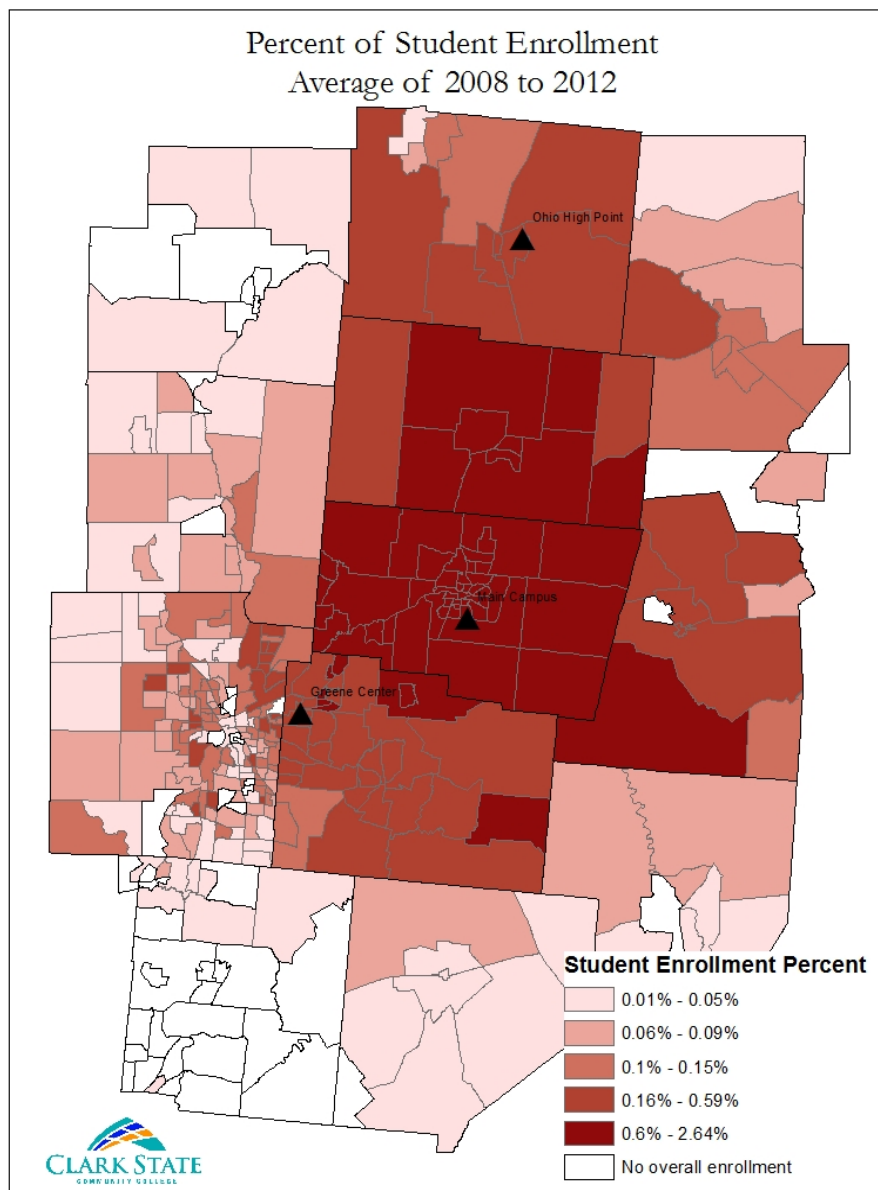 Percent of Student Enrollment
Average of 2008 to 2012
Ohio High Point
Main Campus
Greene Center
Student Enrollment Percent
0.01% - 0.05%
0.06% - 0.09%
0.1% - 0.15%
0.16% - 0.59%
0.6% - 2.64%
No overall enrollment
CLARK STATE
COMMUNITY COLLEGE